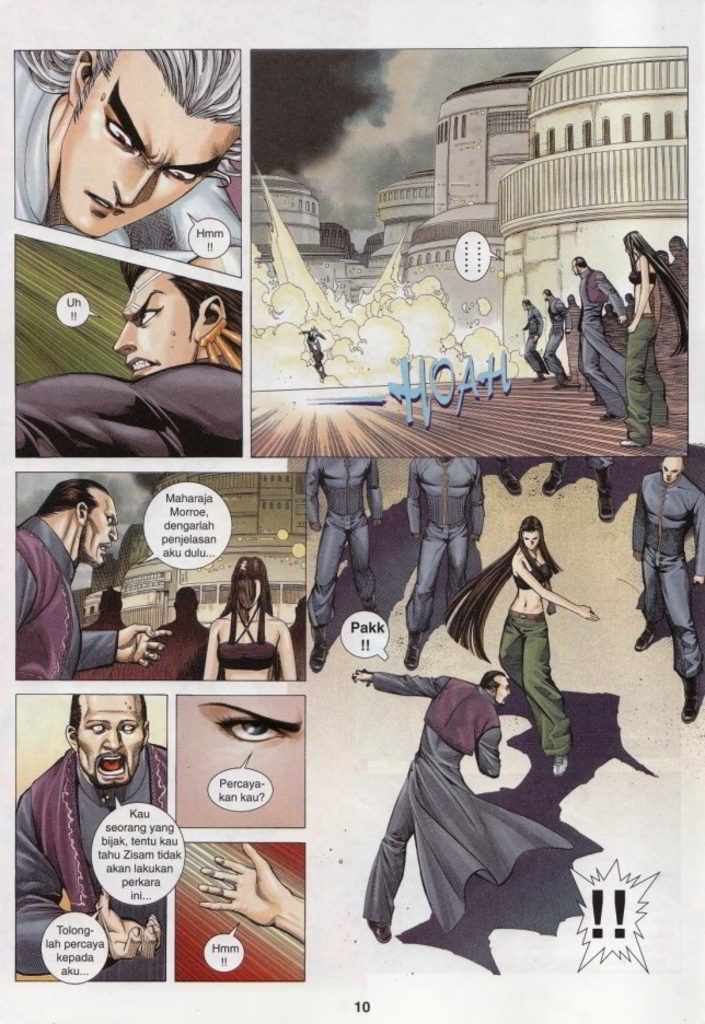 Hmm
!!
Uh
!!
......
......
HOAH
Maharaja
Morroe,
dengarlah
penjelasan
aku dulu...
Pakk
!!
Percaya-
kan kau?
Kau
seorang yang
bijak, tentu kau
tahu Zisam tidak
akan lakukan
perkara
ini...
Tolong-
lah percaya
kepada
aku...
Hmm
!!
!!
10